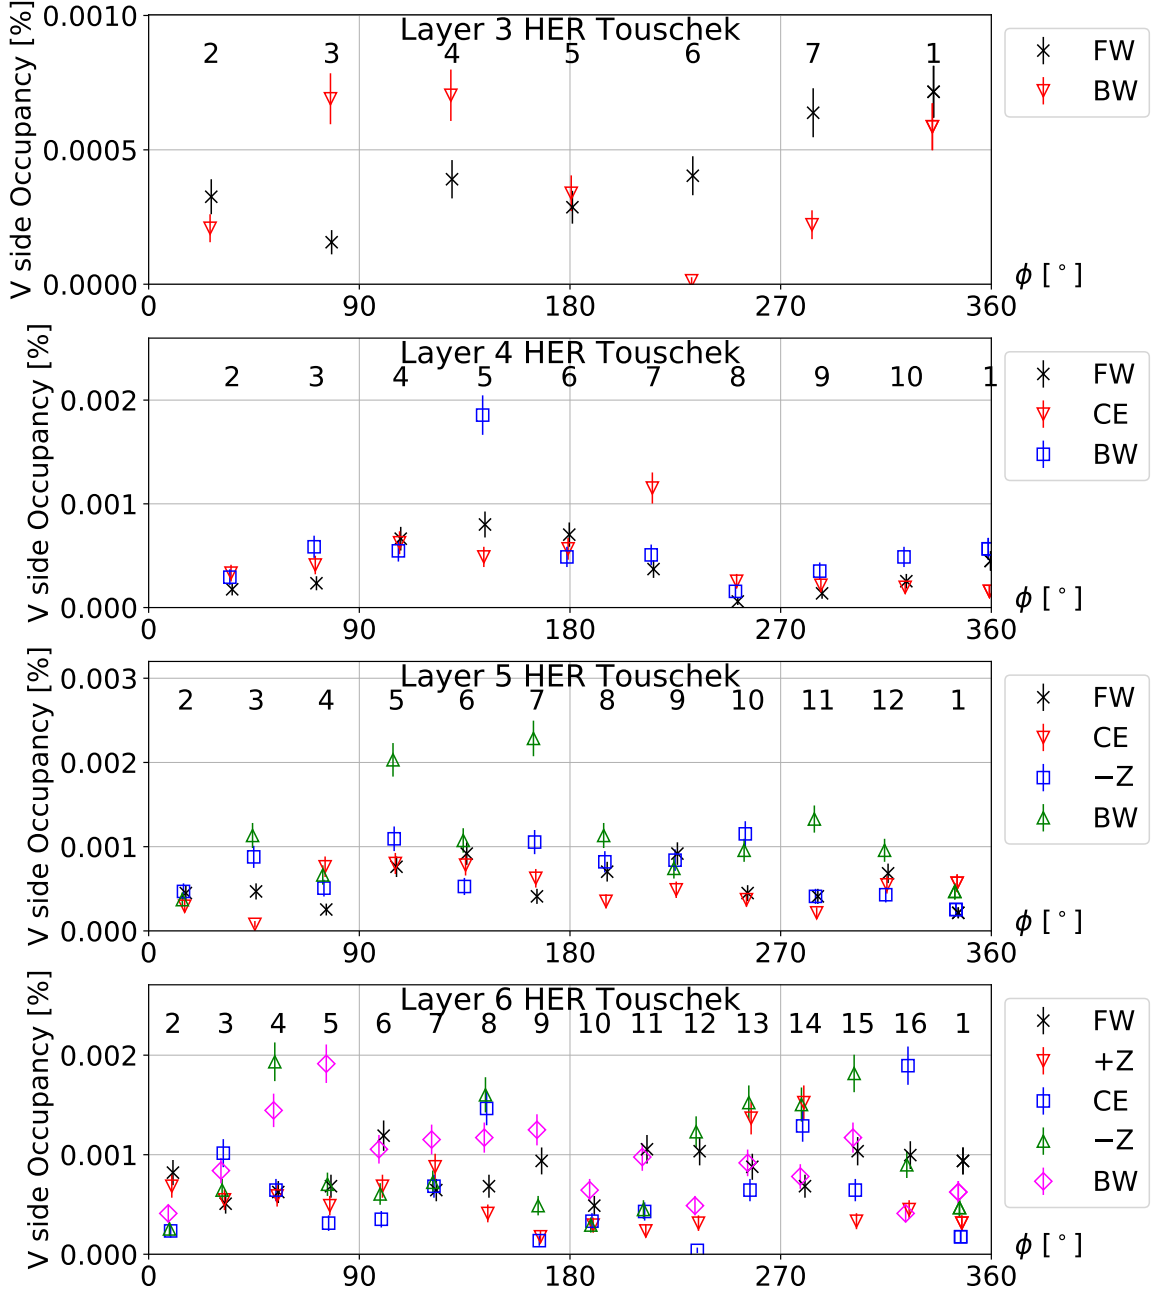 Layer 3 HER Touschek
V side Occupancy [%]
0.0010
0.0005
0.0000
2 3 4 5 6 7 1
0 90 180 270 360
ϕ [°]
FW
BW
Layer 4 HER Touschek
V side Occupancy [%]
0.002
0.001
0.000
2 3 4 5 6 7 8 9 10 1
0 90 180 270 360
ϕ [°]
FW
CE
BW
Layer 5 HER Touschek
V side Occupancy [%]
0.003
0.002
0.001
0.000
2 3 4 5 6 7 8 9 10 11 12 1
0 90 180 270 360
ϕ [°]
FW
CE
−Z
BW
Layer 6 HER Touschek
V side Occupancy [%]
0.002
0.001
0.000
2 3 4 5 6 7 8 9 10 11 12 13 14 15 16 1
0 90 180 270 360
ϕ [°]
FW
+Z
CE
−Z
BW